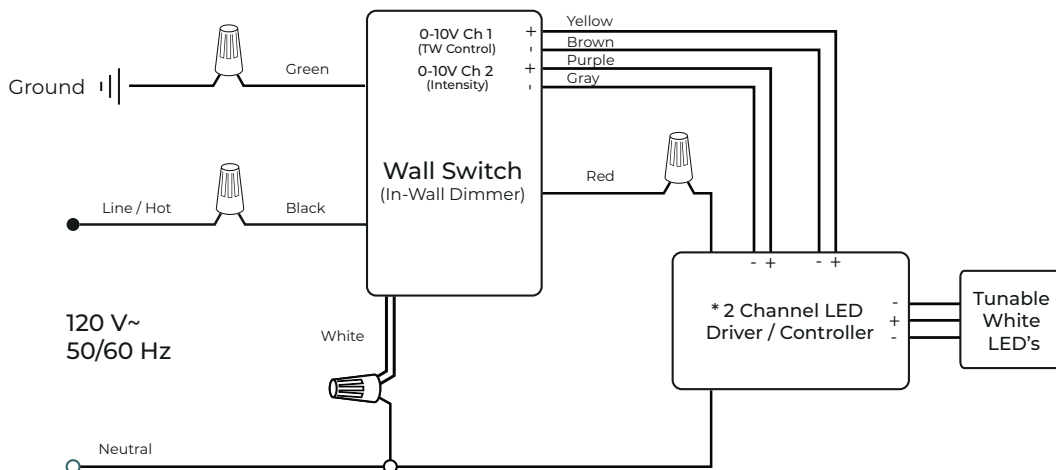 Ground
Green
0-10V Ch 1
(TW Control)
+
-
0-10V Ch 2
(Intensity)
+
-
Yellow
Brown
Purple
Gray
Wall Switch
(In-Wall Dimmer)
Red
Line / Hot
Black
- +
- +
* 2 Channel LED
Driver / Controller
-
+
-
Tunable
White
LED's
120 V~
50/60 Hz
White
Neutral